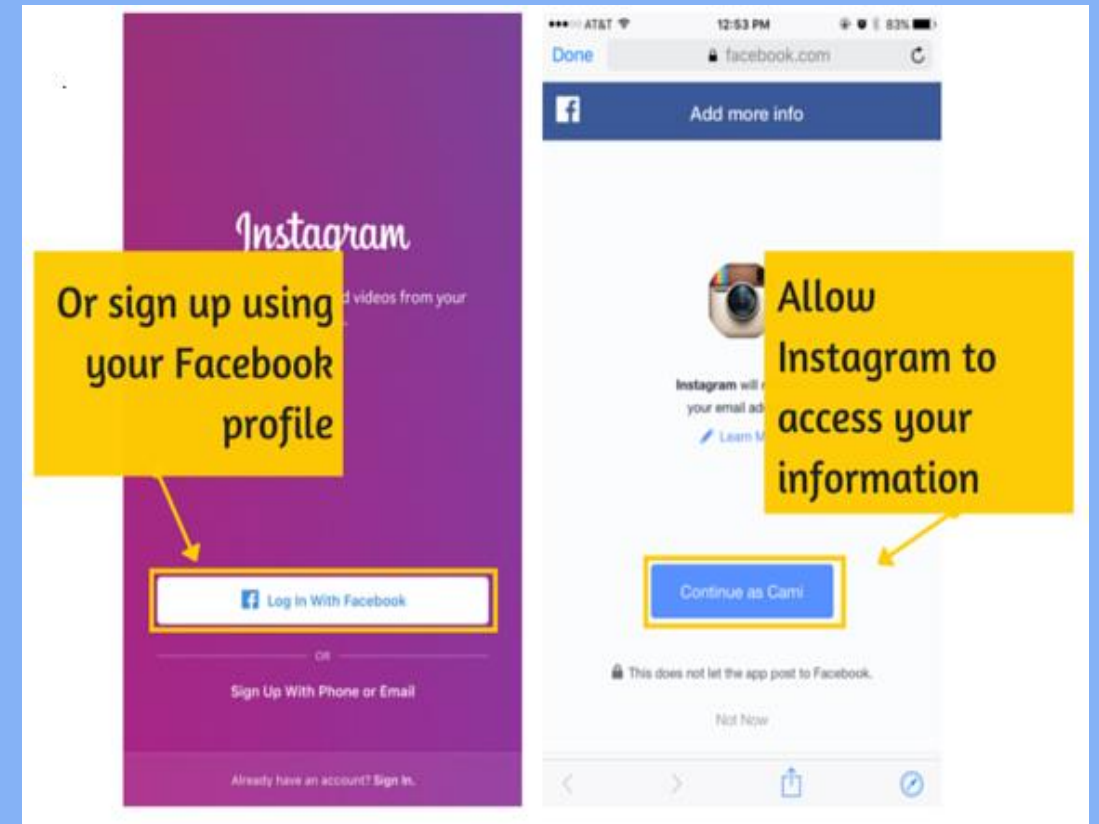 Instagram
d videos from your
Or sign up using
your Facebook
profile
Log In With Facebook
OR
Sign Up With Phone or Email
Already have an account? Sign In.
AT&T
12:53 PM
83%
Done
facebook.com
Add more info
Instagram will
your email
Learn
Allow
Instagram to
access your
information
Continue as Cami
This does not let the app post to Facebook.
Not Now